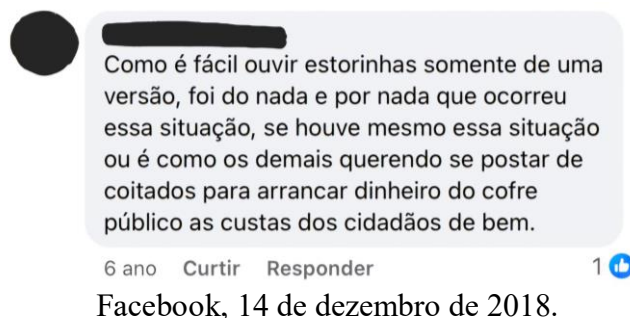 Como é fácil ouvir estorinhas somente de uma
versão, foi do nada e por nada que ocorreu
essa situação, se houve mesmo essa situação
ou é como os demais querendo se postar de
coitados para arrancar dinheiro do cofre
público as custas dos cidadãos de bem.
6 ano Curtir Responder 1
Facebook, 14 de dezembro de 2018.